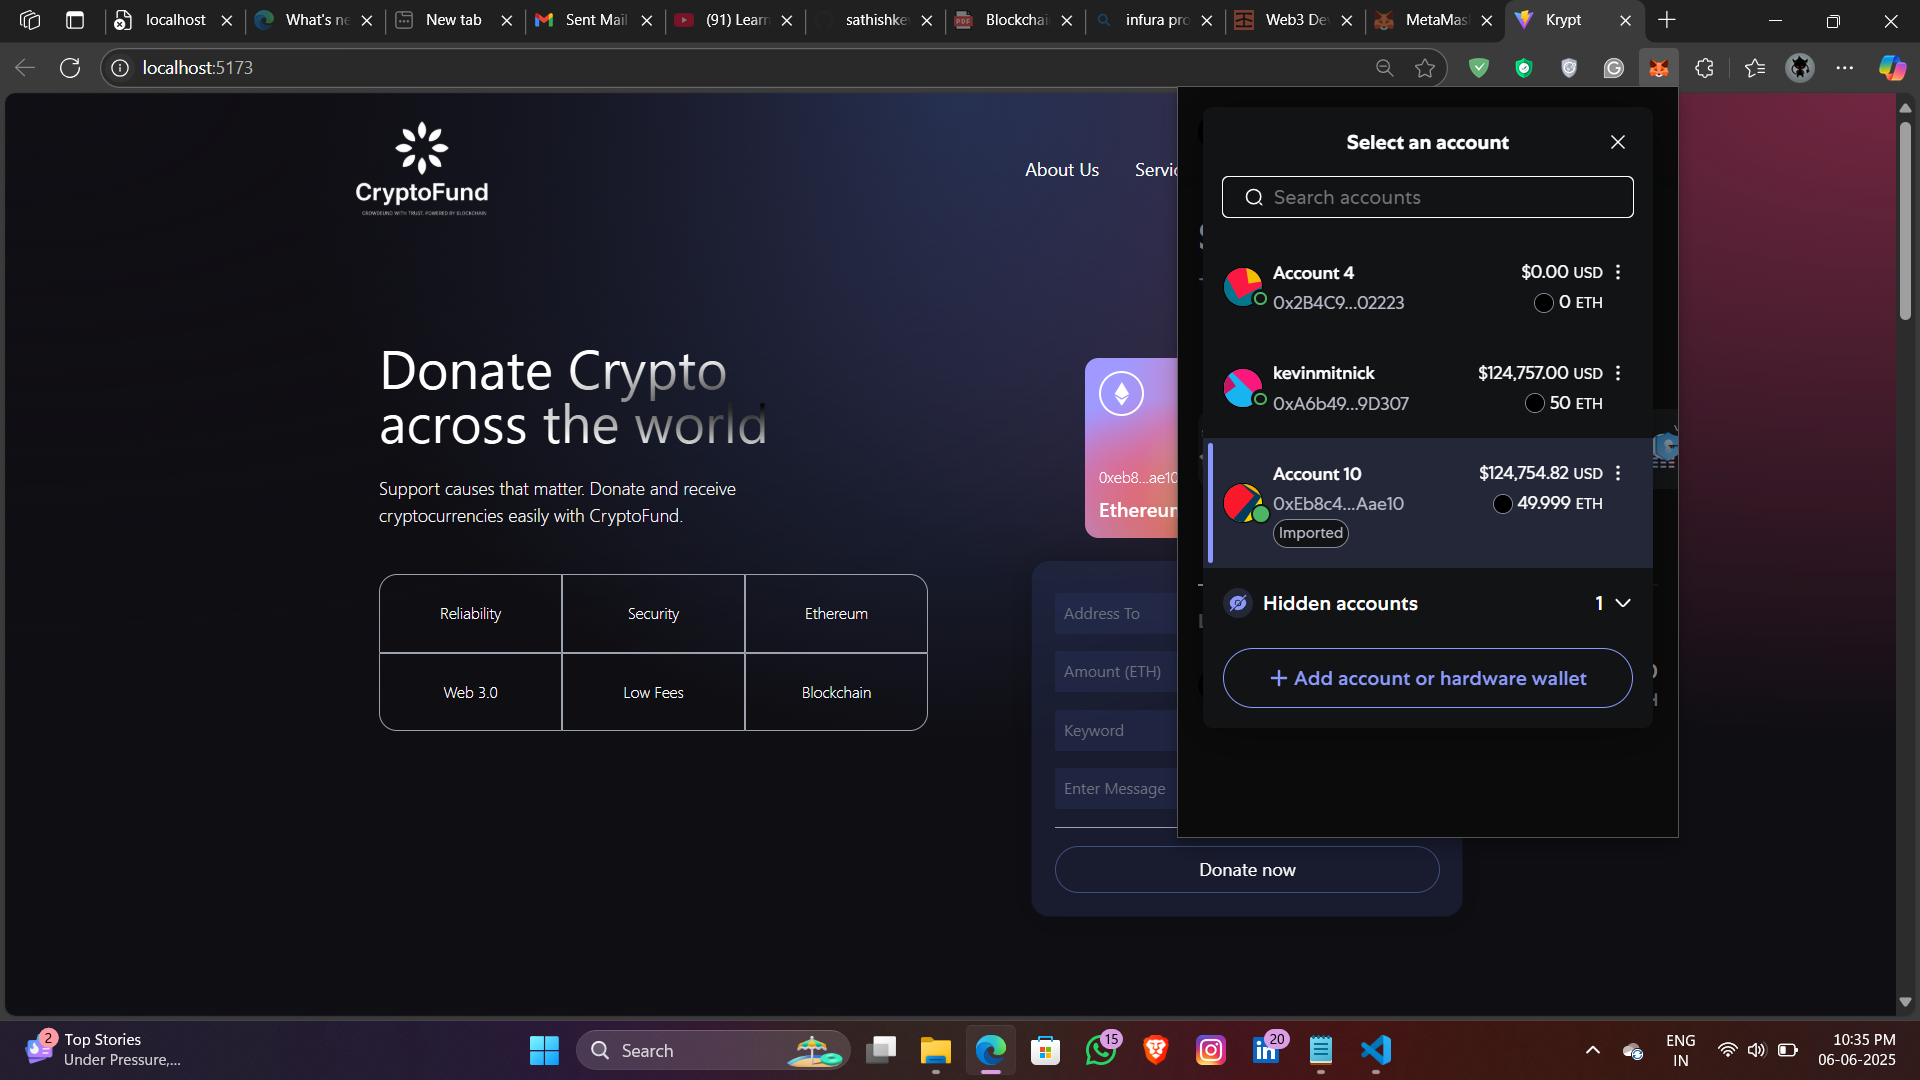 localhost
What's ne
New tab
Sent Mail
(91) Learn
sathishke
Blockchai
infura pro
Web3 De
MetaMas
Krypt
localhost:5173
CryptoFund
CROWDFUND WITH TRUST, POWERED BY BLOCKCHAIN
About Us
Servic
Donate Crypto
across the world
Support causes that matter. Donate and receive
cryptocurrencies easily with CryptoFund.
Reliability
Security
Ethereum
Web 3.0
Low Fees
Blockchain
0xeb8...ae10
Ethereum
Address To
Amount (ETH)
Keyword
Enter Message
Donate now
Select an account
Search accounts
Account 4
$0.00 USD
0x2B4C9...02223
0 ETH
kevinmitnick
$124,757.00 USD
0xA6b49...9D307
50 ETH
Account 10
$124,754.82 USD
0xEb8c4...Aae10
49.999 ETH
Imported
Hidden accounts
1
+ Add account or hardware wallet
2
Top Stories
Under Pressure,...
Search
15
20
ENG
IN
10:35 PM
06-06-2025